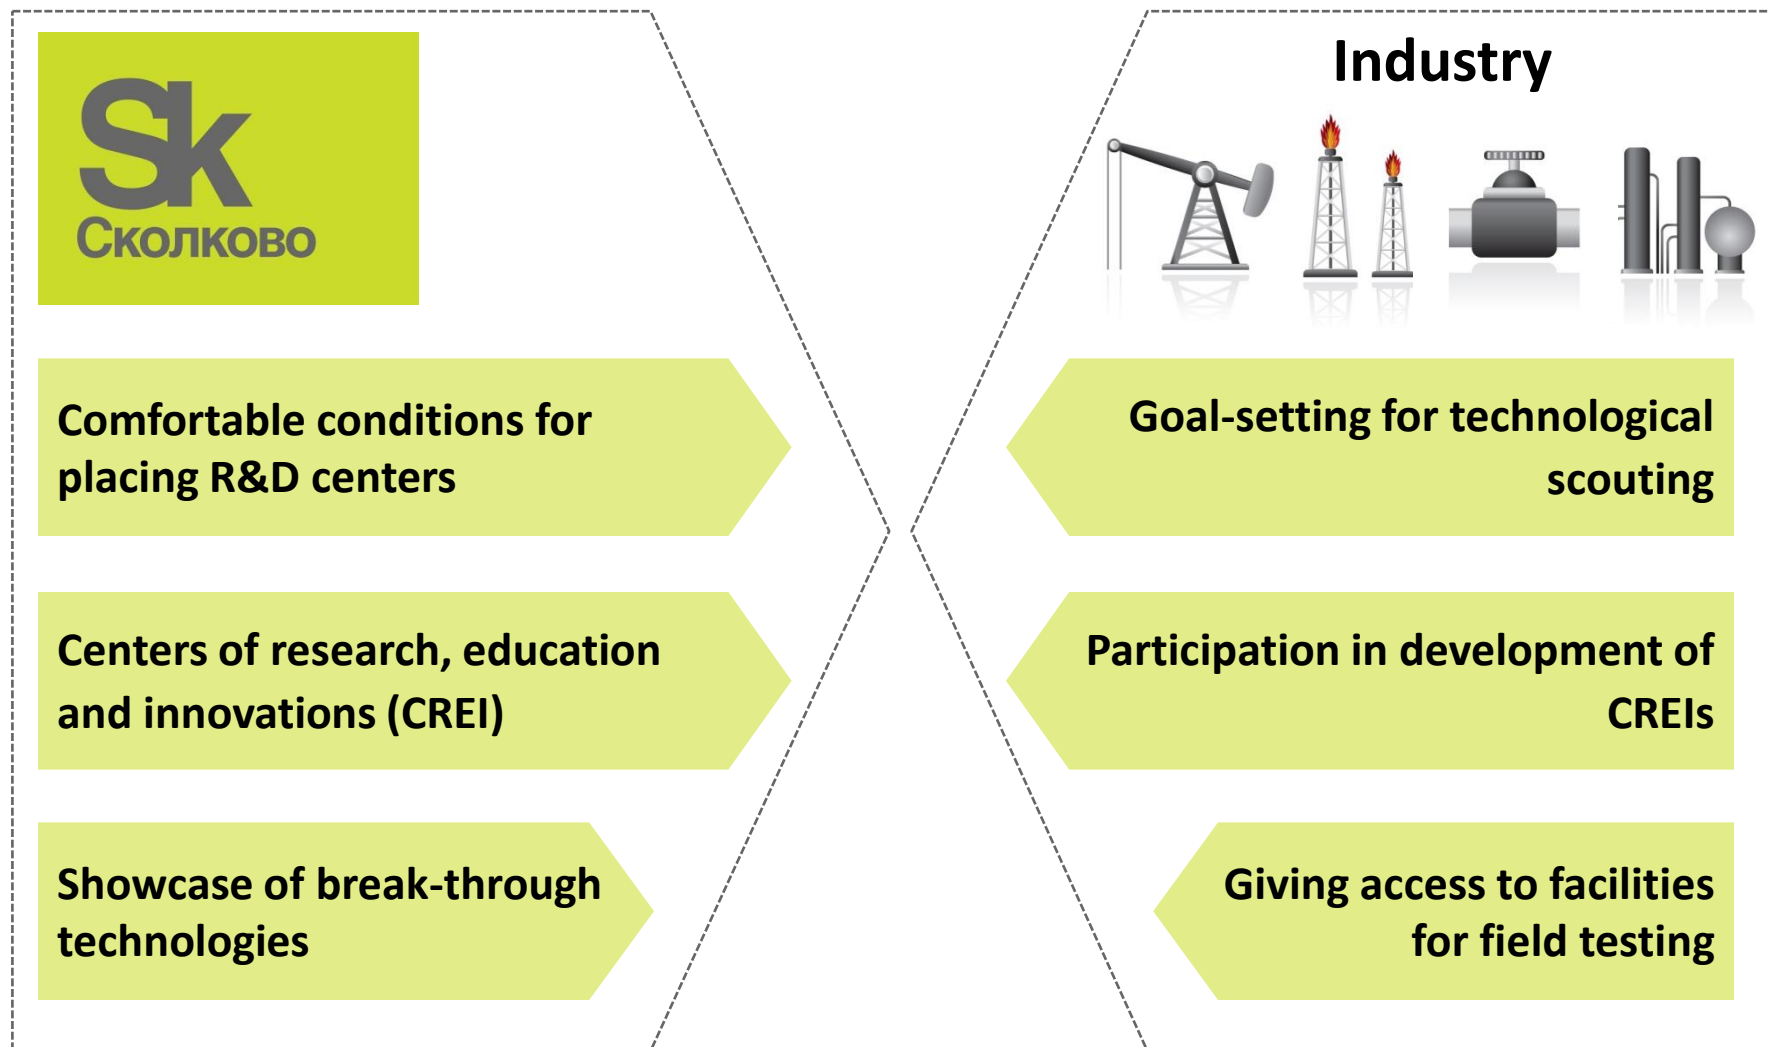 Sk
Сколково
Comfortable conditions for
placing R&D centers
Centers of research, education
and innovations (CREI)
Showcase of break-through
technologies
Industry
Goal-setting for technological
scouting
Participation in development of
CREIs
Giving access to facilities
for field testing